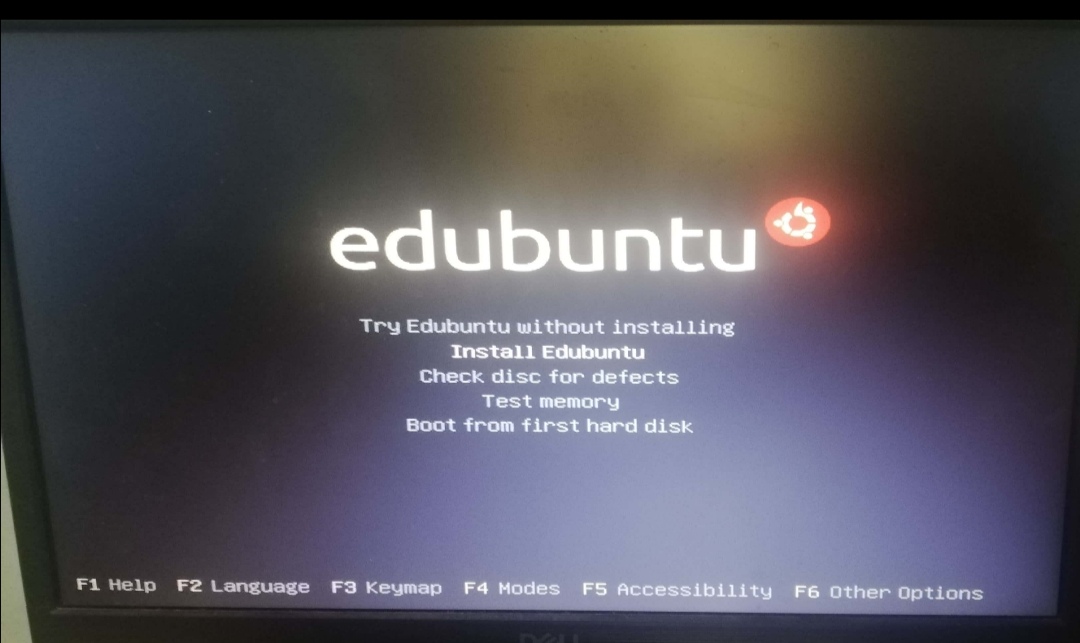 edubuntu
Try Edubuntu without installing
Install Edubuntu
Check disc for defects
Test memory
Boot from first hard disk
F1 Help F2 Language F3 Keymap F4 Modes F5 Accessibility F6 Other Options
DELL